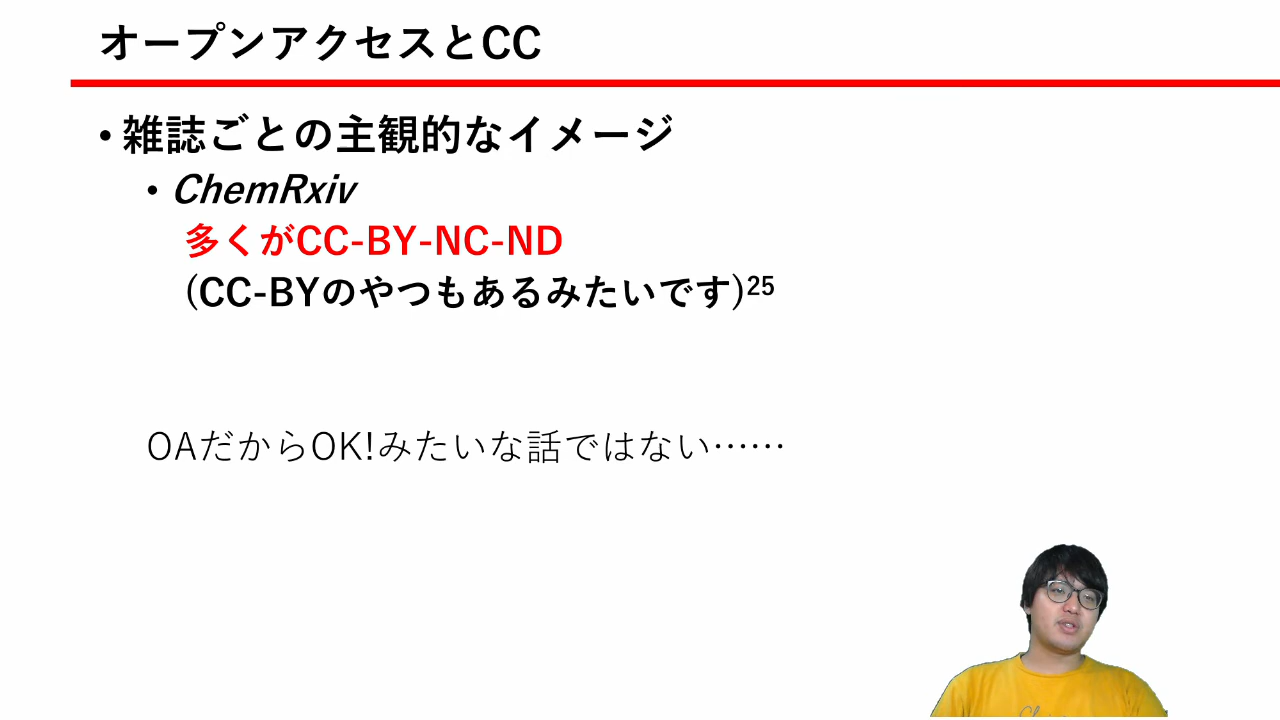 オープンアクセスとCC
• 雑誌ごとの主観的なイメージ
• ChemRxiv
多くがCC-BY-NC-ND
(CC-BYのやつもあるみたいです)25
OAだからOK!みたいな話ではない……